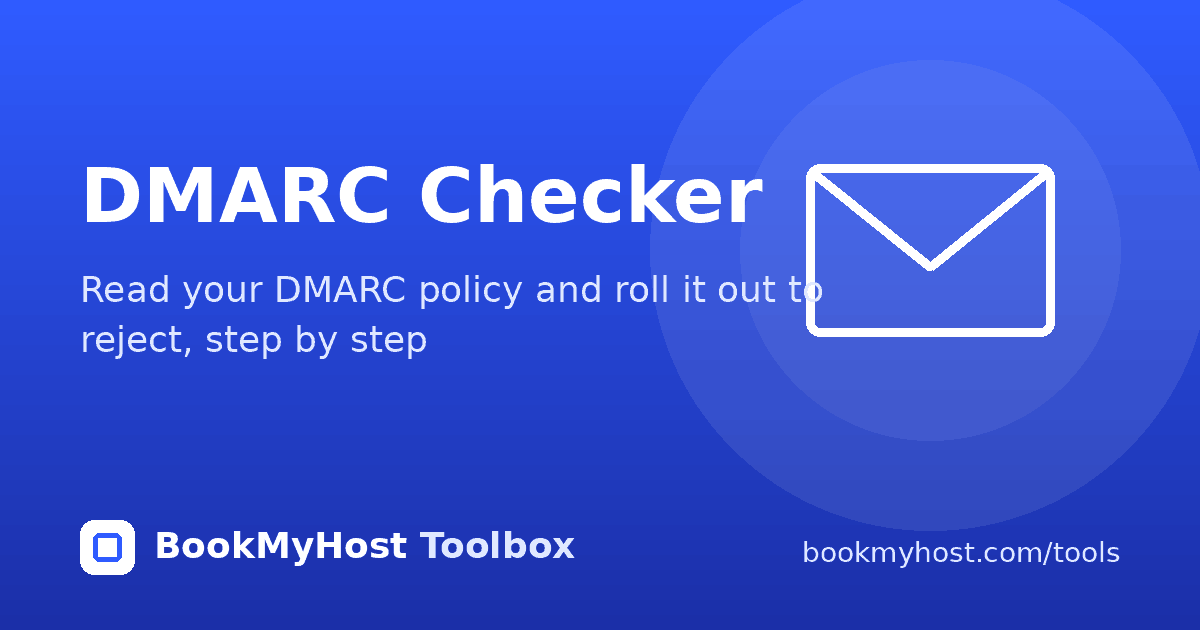 DMARC Checker
Read your DMARC policy and roll it out to
reject, step by step
BookMyHost Toolbox
bookmyhost.com/tools